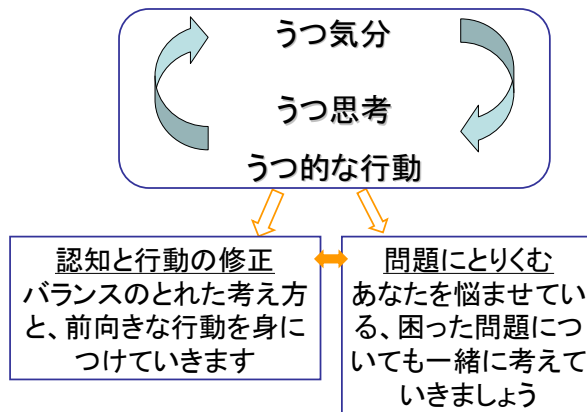 うつ気分
うつ思考
うつ的な行動
認知と行動の修正
バランスのとれた考え方
と、前向きな行動を身に
つけていきます
問題にとりくむ
あなたを悩ませてい
る、困った問題につ
いても一緒に考えて
いきましょう